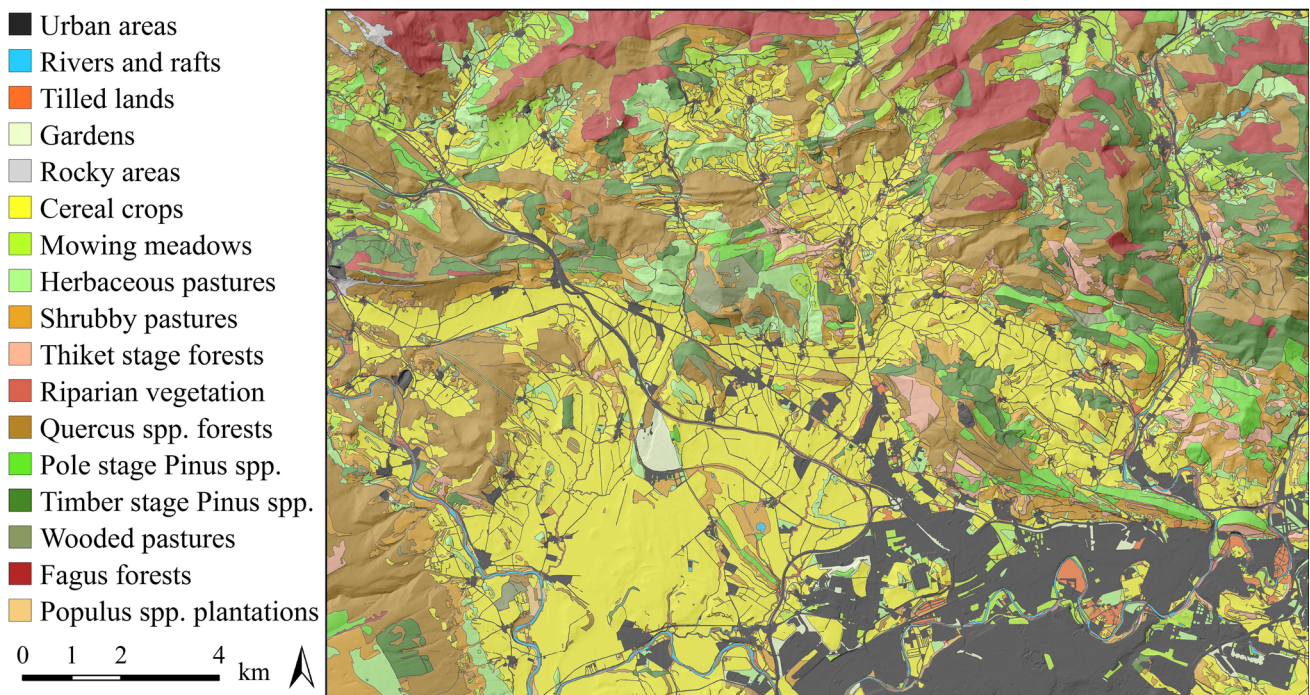 Urban areas
Rivers and rafts
Tilled lands
Gardens
Rocky areas
Cereal crops
Mowing meadows
Herbaceous pastures
Shrubby pastures
Thiket stage forests
Riparian vegetation
Quercus spp. forests
Pole stage Pinus spp.
Timber stage Pinus spp.
Wooded pastures
Fagus forests
Populus spp. plantations
0 1 2 4 km